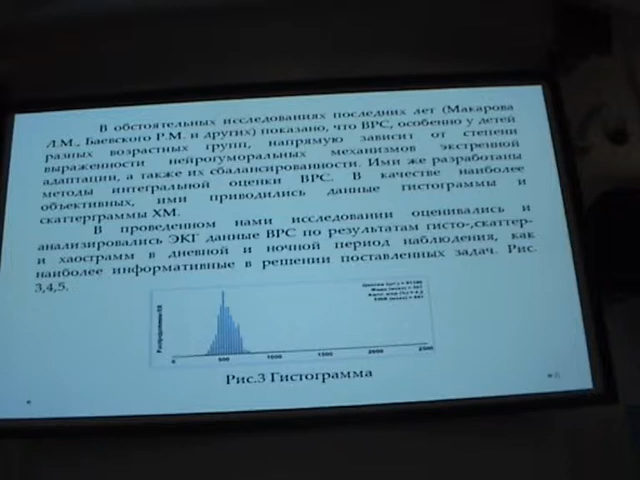 В обстоятельных исследованиях последних лет (Макарова
Л.М., Баевского Р.М. и других) показано, что ВРС, особенно у детей
разных возрастных групп, напрямую зависит от степени
выраженности нейрогуморальных механизмов экстренной
адаптации, а также их сбалансированности. Ими же разработаны
методы интегральной оценки ВРС. В качестве наиболее
объективных, ими приводились данные гистограммы и
скаттерграммы ХМ.
В проведенном нами исследовании оценивались и
анализировались ЭКГ данные ВРС по результатам гисто-,скаттер-
и хаосграмм в дневной и ночной период наблюдения, как
наиболее информативные в решении поставленных задач. Рис.
3,4,5.
0 500 1000 1500 2000 2500
Рис.3 Гистограмма